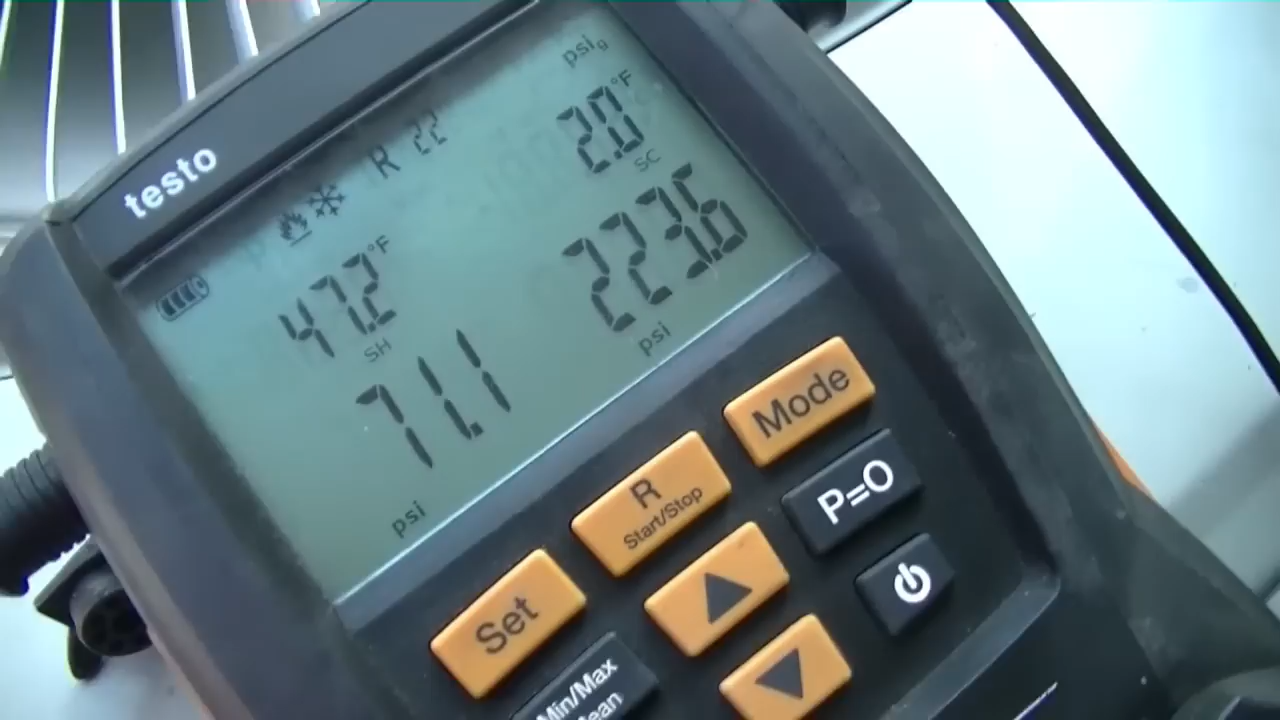 testo
R 22
psig
2.0°F
SC
47.2°F
SH
223.6
71.1
psi
psi
Mode
R
Start/Stop
P=O
Set
Min/Max